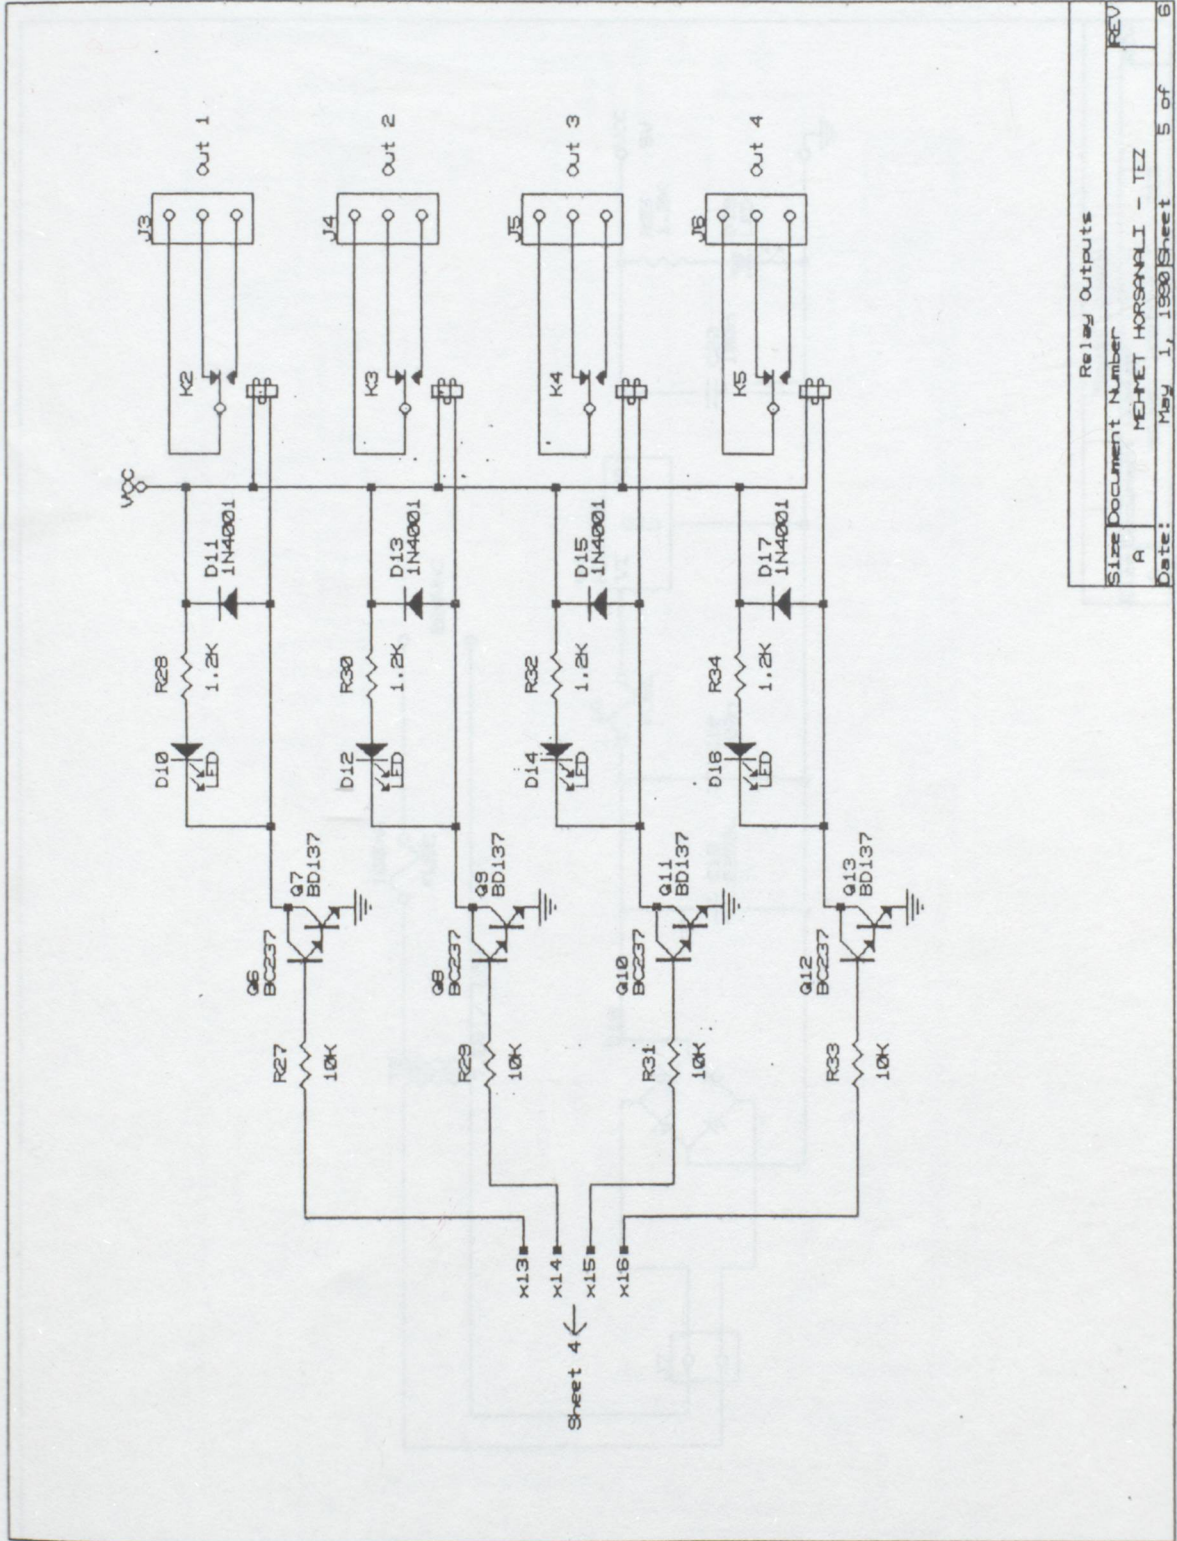 VCC
J3
Out 1
K2
D11
1N4001
R28
1.2K
D10
LED
Q7
BD137
Q6
BC237
R27
10K
J4
Out 2
K3
D13
1N4001
R30
1.2K
D12
LED
Q9
BD137
Q8
BC237
R29
10K
x13
x14
x15
x16
Sheet 4
J5
Out 3
K4
D15
1N4001
R32
1.2K
D14
LED
Q11
BD137
Q10
BC237
R31
10K
J6
Out 4
K5
D17
1N4001
R34
1.2K
D16
LED
Q13
BD137
Q12
BC237
R33
10K
Relay Outputs
Size Document Number REV
A MEHMET HORSANALI - TEZ
Date: May 1, 1990 Sheet 5 of 6